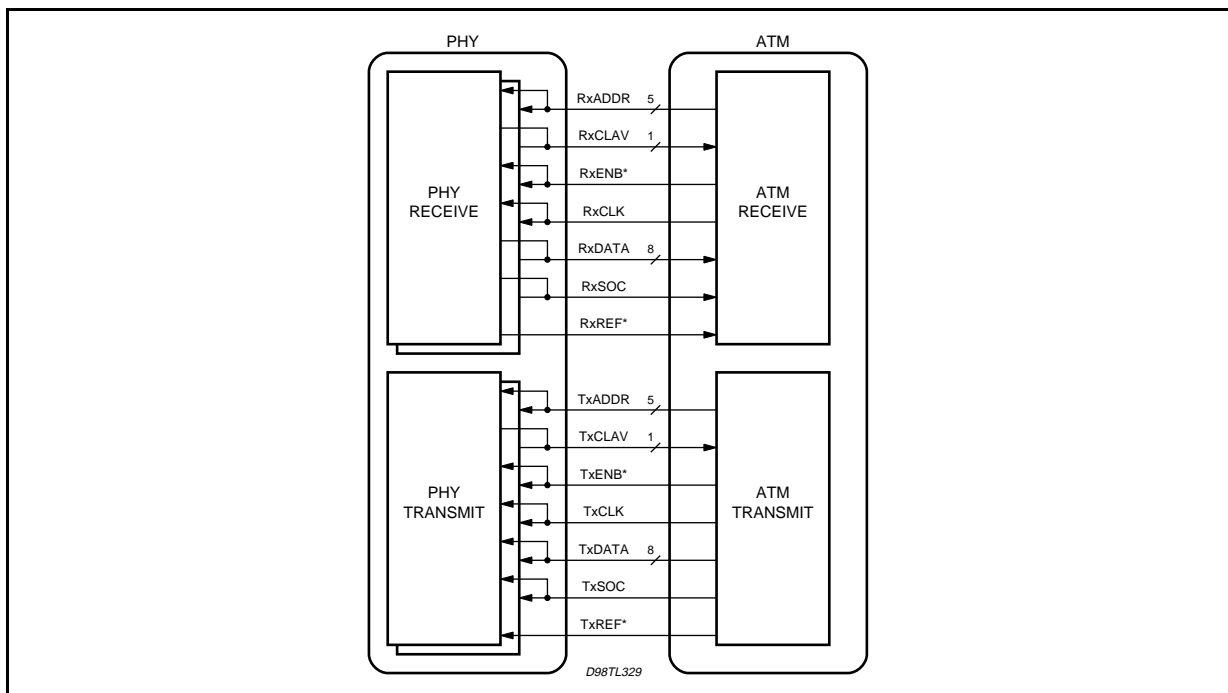 PHY ATM
RxADDR 5
RxCLAV 1
RxENB*
RxCLK
RxDATA 8
RxSOC
RxREF*
PHY
RECEIVE
ATM
RECEIVE
TxADDR 5
TxCLAV 1
TxENB*
TxCLK
TxDATA 8
TxSOC
TxREF*
PHY
TRANSMIT
ATM
TRANSMIT
D98TL329